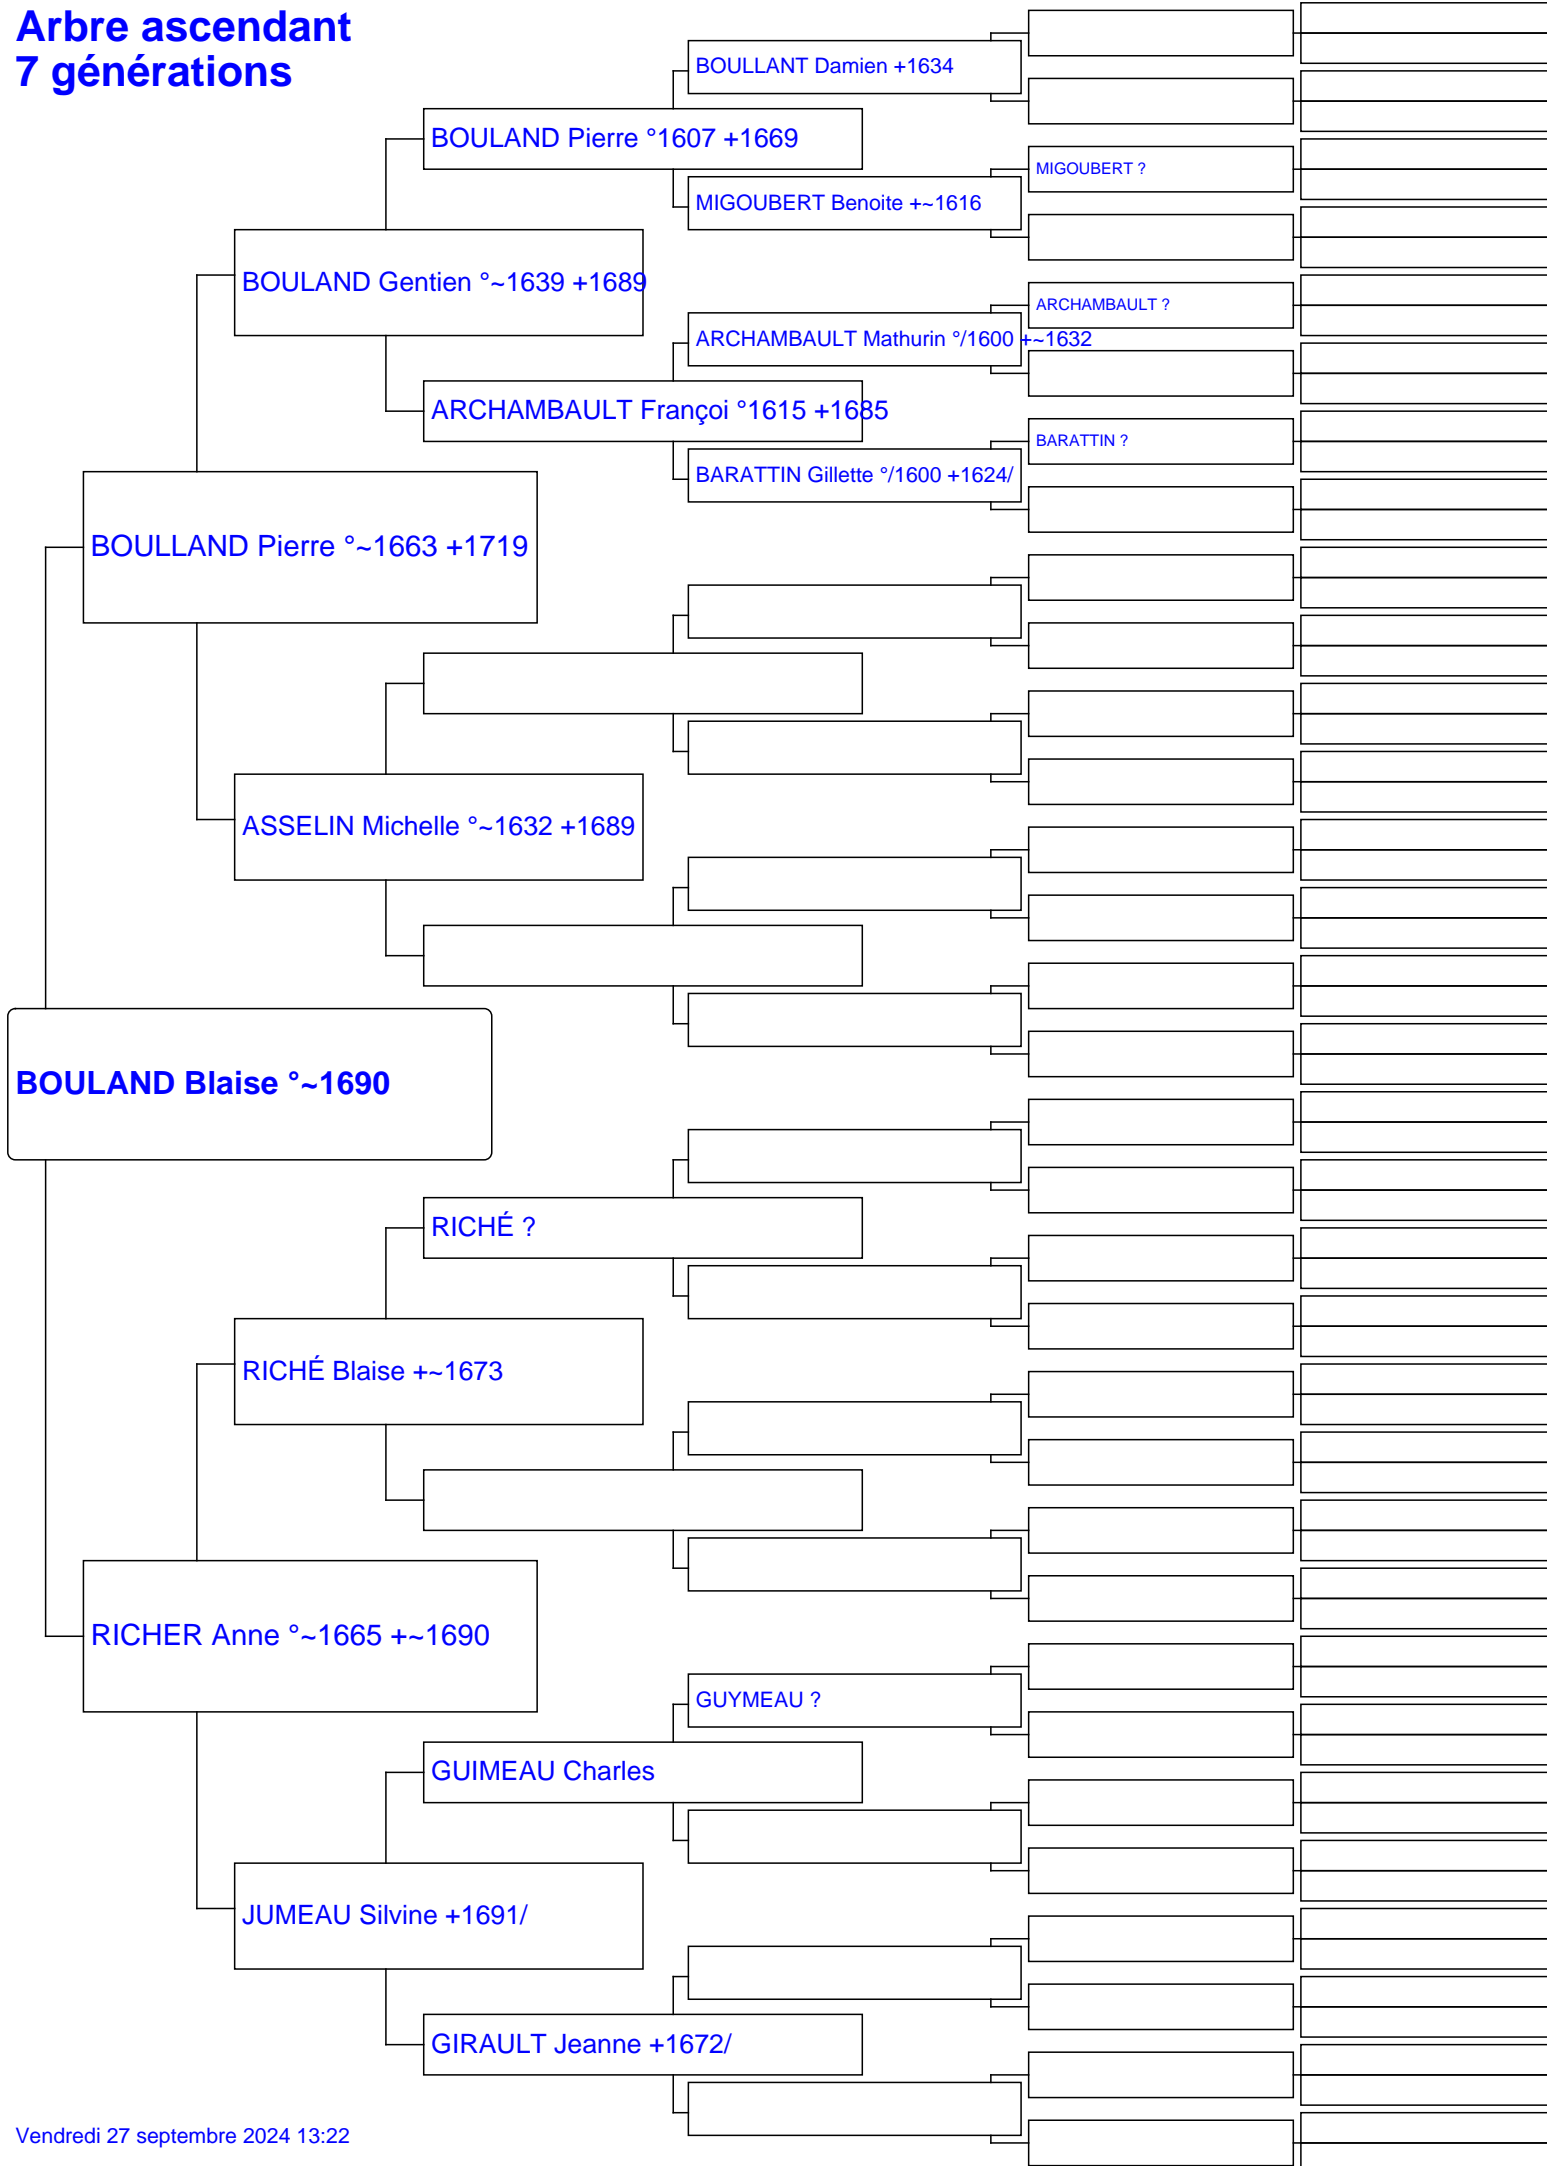 Arbre ascendant
7 générations
BOULLANT Damien +1634
BOULAND Pierre °1607 +1669
MIGOUBERT ?
MIGOUBERT Benoite +~1616
BOULAND Gentien °~1639 +1689
ARCHAMBAULT ?
ARCHAMBAULT Mathurin °/1600 +~1632
ARCHAMBAULT Françoi °1615 +1685
BARATTIN ?
BARATTIN Gillette °/1600 +1624/
BOULLAND Pierre °~1663 +1719
ASSELIN Michelle °~1632 +1689
BOULAND Blaise °~1690
RICHÉ ?
RICHÉ Blaise +~1673
RICHER Anne °~1665 +~1690
GUYMEAU ?
GUIMEAU Charles
JUMEAU Silvine +1691/
GIRAULT Jeanne +1672/
Vendredi 27 septembre 2024 13:22